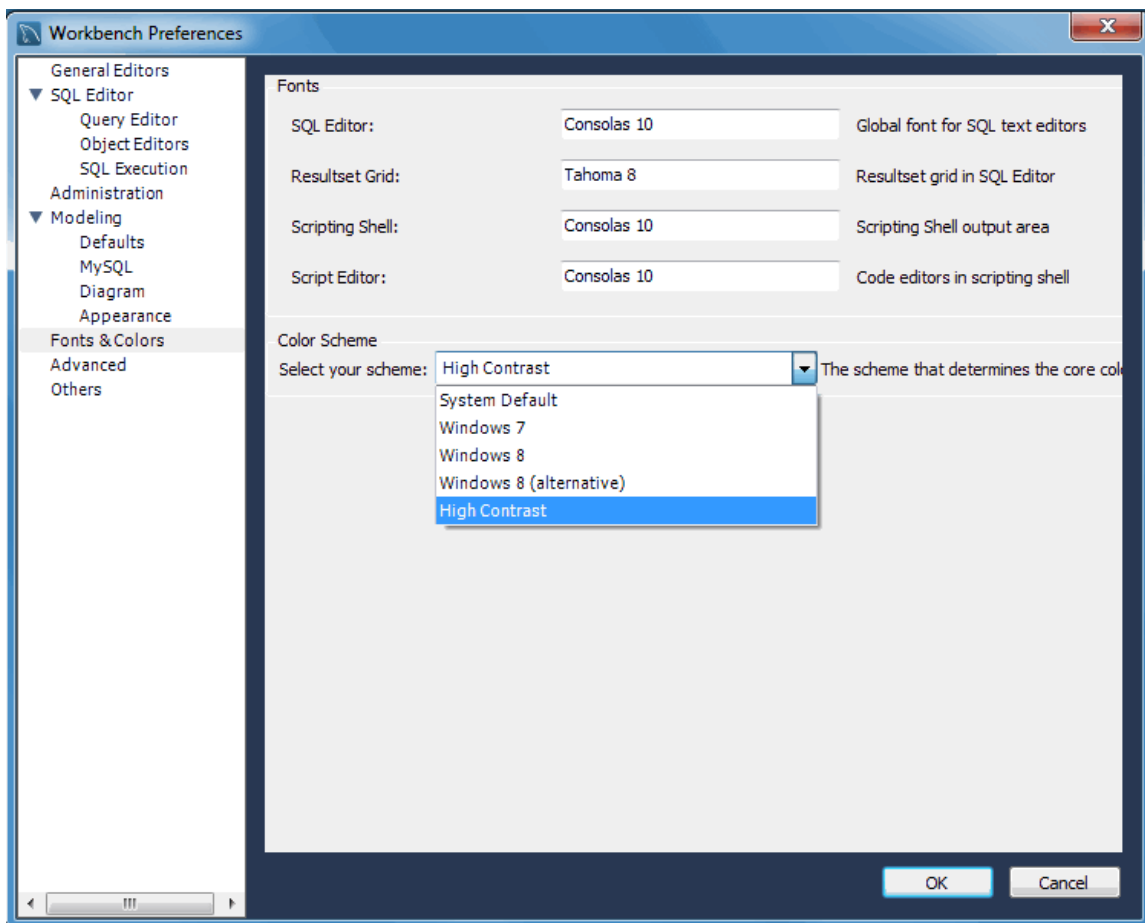 Workbench Preferences
General Editors
SQL Editor
Query Editor
Object Editors
SQL Execution
Administration
Modeling
Defaults
MySQL
Diagram
Appearance
Fonts & Colors
Advanced
Others
Fonts
SQL Editor: Consolas 10 Global font for SQL text editors
Resultset Grid: Tahoma 8 Resultset grid in SQL Editor
Scripting Shell: Consolas 10 Scripting Shell output area
Script Editor: Consolas 10 Code editors in scripting shell
Color Scheme
Select your scheme: High Contrast The scheme that determines the core
System Default
Windows 7
Windows 8
Windows 8 (alternative)
High Contrast
OK Cancel